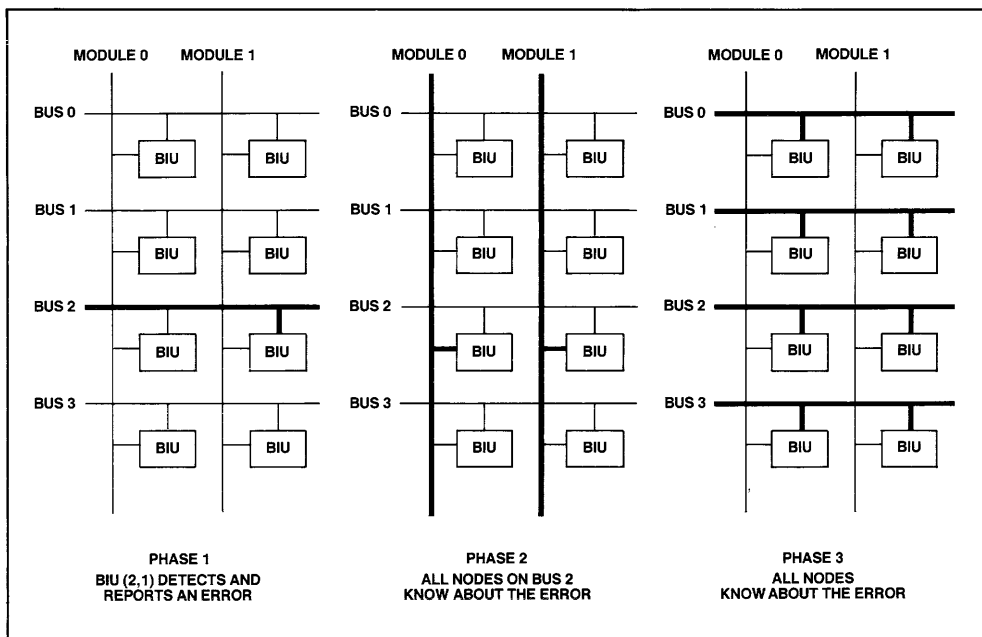 MODULE 0 MODULE 1
BUS 0
BIU BIU
BUS 1
BIU BIU
BUS 2
BIU BIU
BUS 3
BIU BIU
PHASE 1
BIU (2,1) DETECTS AND
REPORTS AN ERROR
MODULE 0 MODULE 1
BUS 0
BIU BIU
BUS 1
BIU BIU
BUS 2
BIU BIU
BUS 3
BIU BIU
PHASE 2
ALL NODES ON BUS 2
KNOW ABOUT THE ERROR
MODULE 0 MODULE 1
BUS 0
BIU BIU
BUS 1
BIU BIU
BUS 2
BIU BIU
BUS 3
BIU BIU
PHASE 3
ALL NODES
KNOW ABOUT THE ERROR